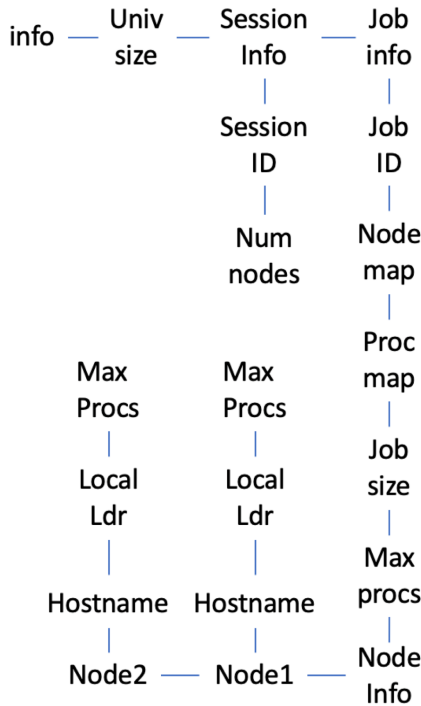 info
Univ
size
Session
Info
Job
info
Session
ID
Job
ID
Num
nodes
Node
map
Proc
map
Max
Procs
Max
Procs
Job
size
Local
Ldr
Local
Ldr
Max
procs
Hostname
Hostname
Node2
Node1
Node
Info